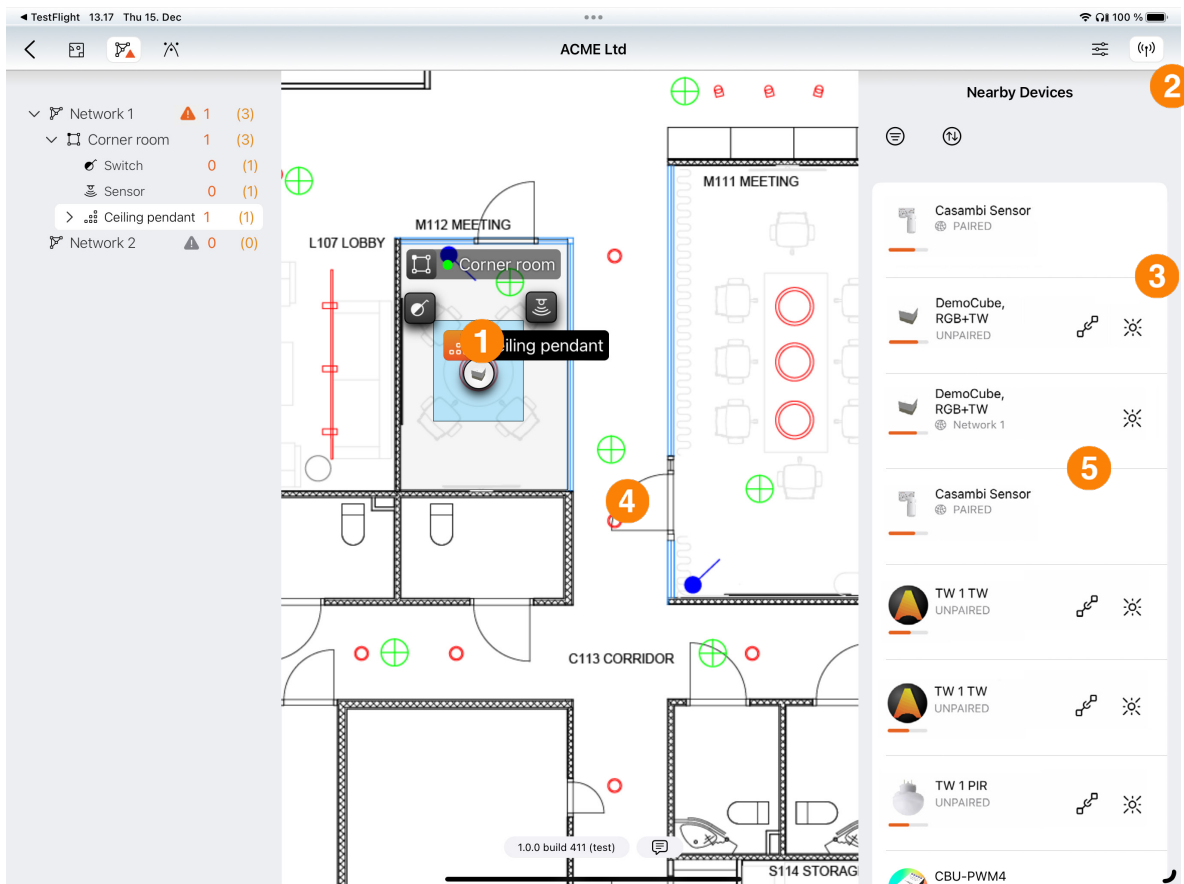 TestFlight 13.17 Thu 15. Dec
100 %
ACME Ltd
Network 1 1 (3)
Corner room 1 (3)
Switch 0 (1)
Sensor 0 (1)
Ceiling pendant 1 (1)
Network 2 0 (0)
M112 MEETING
L107 LOBBY
Corner room
1
iling pendant
M111 MEETING
4
C113 CORRIDOR
S114 STORAG
1.0.0 build 411 (test)
2
Nearby Devices
Casambi Sensor
PAIRED
3
DemoCube,
RGB+TW
UNPAIRED
DemoCube,
RGB+TW
Network 1
5
Casambi Sensor
PAIRED
TW 1 TW
UNPAIRED
TW 1 TW
UNPAIRED
TW 1 PIR
UNPAIRED
CBU-PWM4